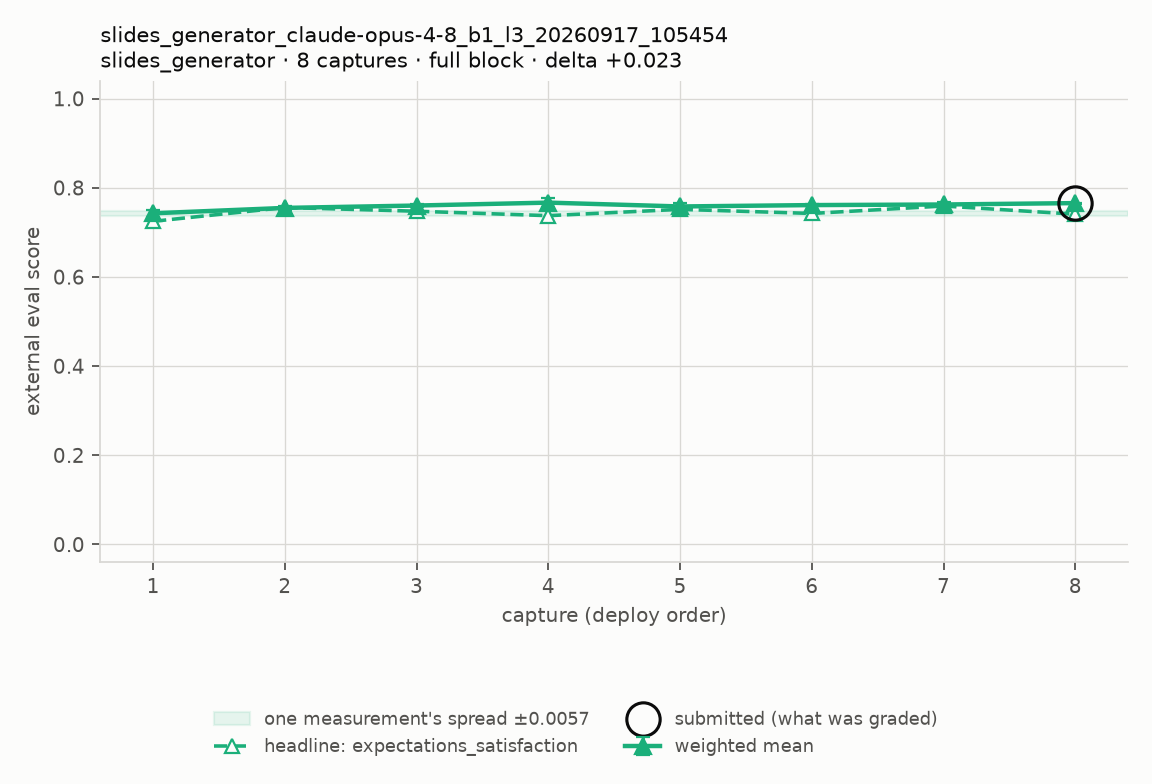 slides_generator_claude-opus-4-8_b1_l3_20260917_105454
slides_generator · 8 captures · full block · delta +0.023
1.0
0.8
0.6
0.4
0.2
0.0
external eval score
1 2 3 4 5 6 7 8
capture (deploy order)
one measurement's spread ±0.0057
submitted (what was graded)
headline: expectations_satisfaction
weighted mean